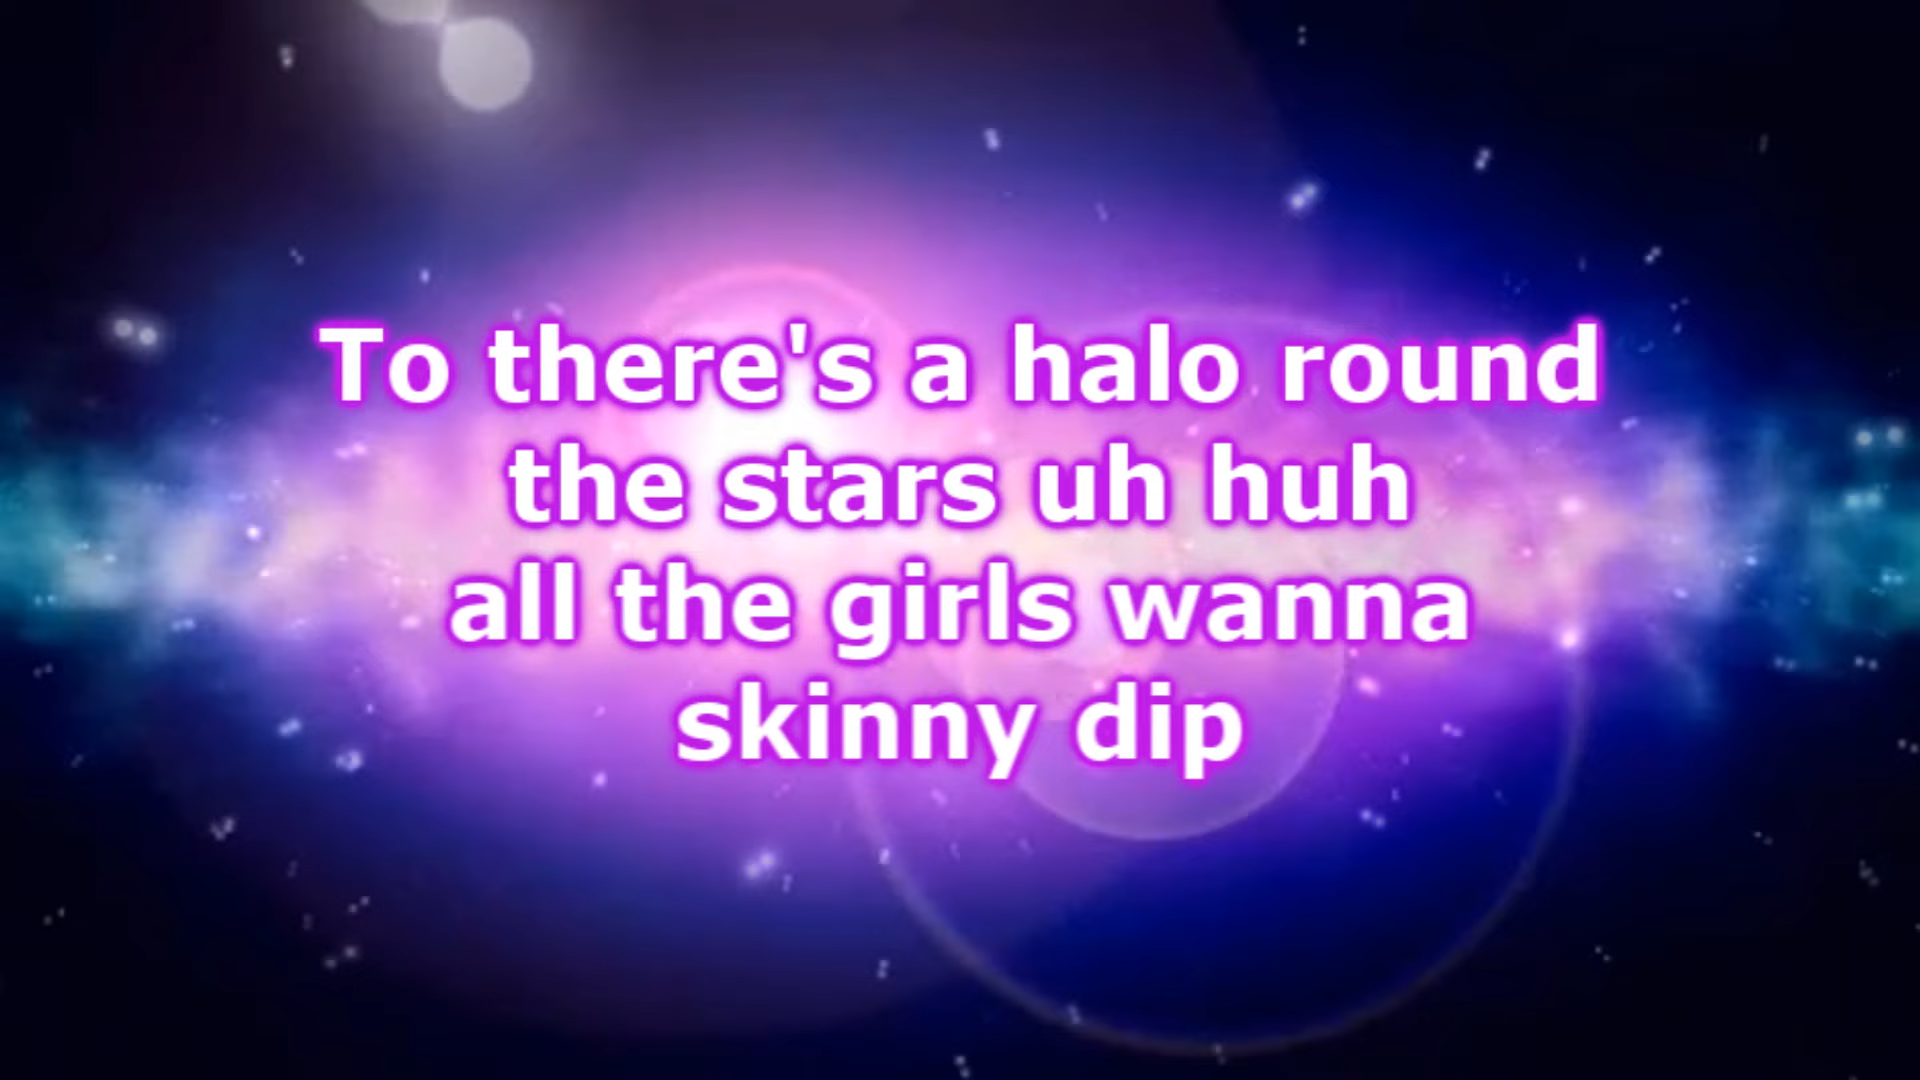 To there's a halo round
the stars uh huh
all the girls wanna
skinny dip